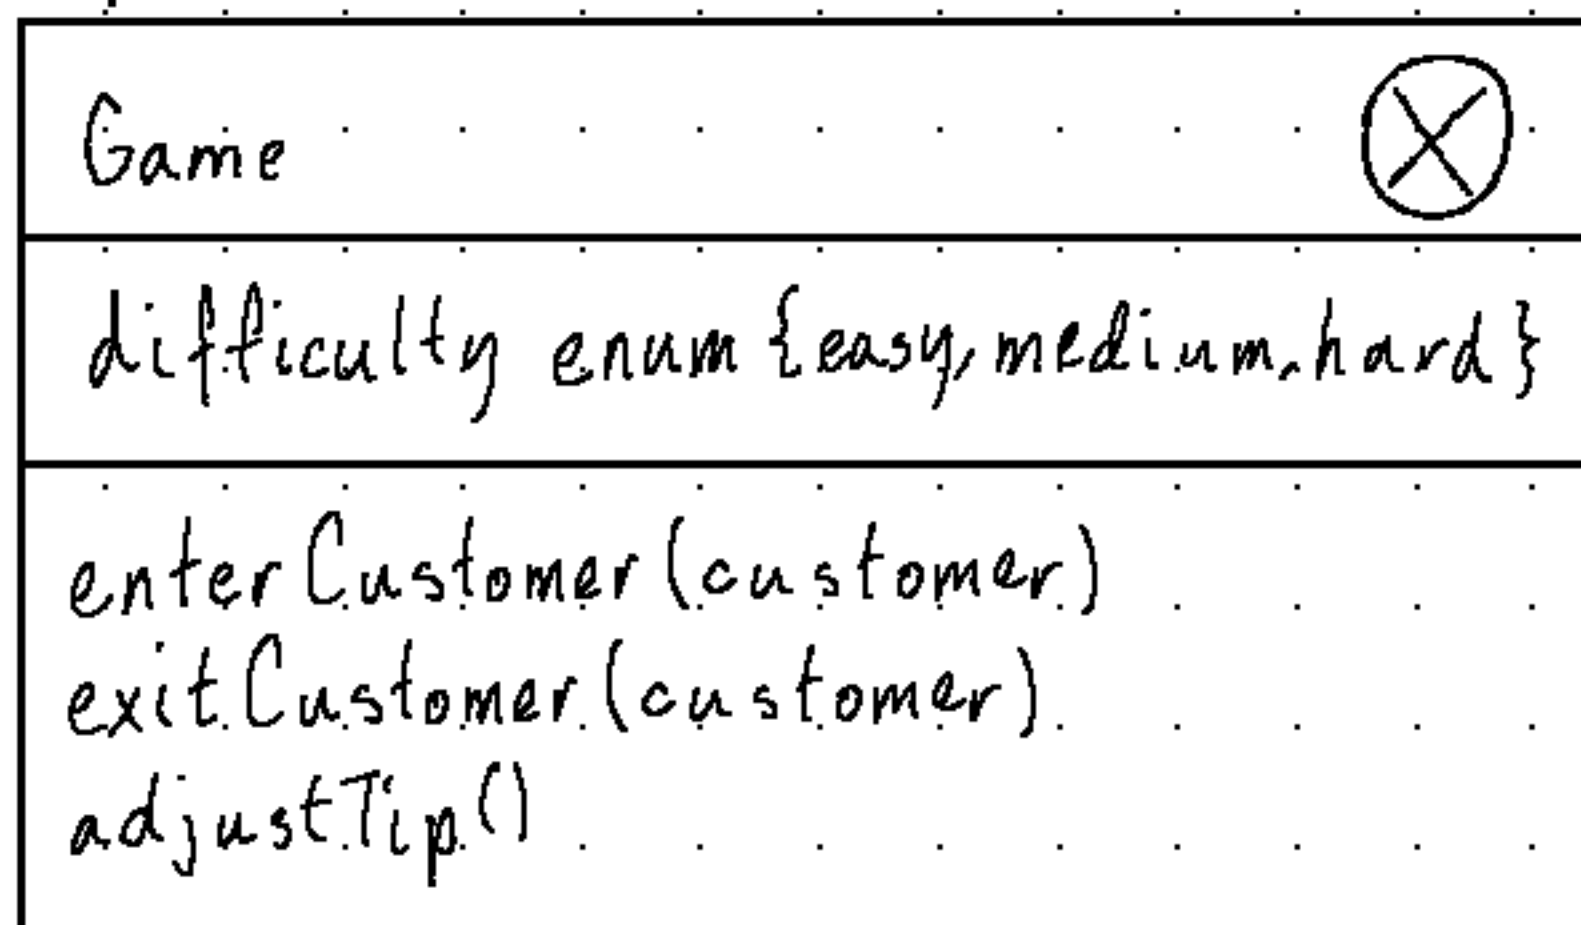 Game
difficulty enum {easy, medium, hard}
enterCustomer(customer)
exitCustomer(customer)
adjustTip()